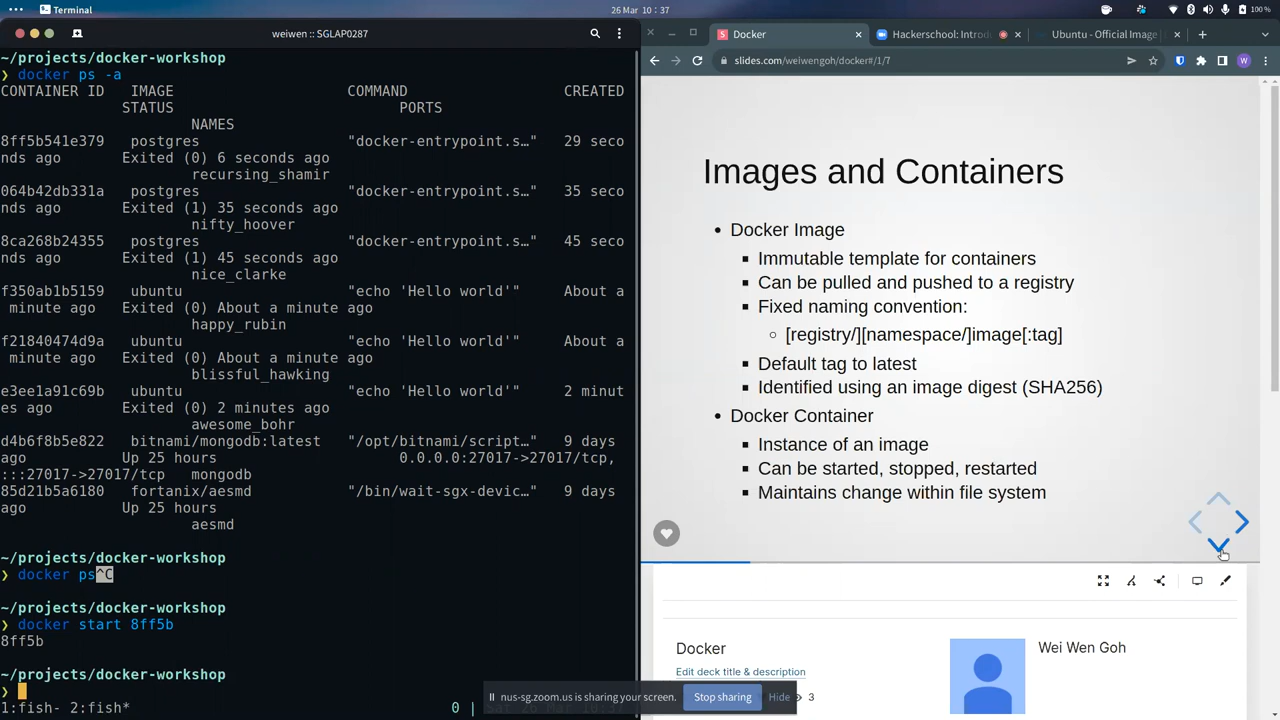 Terminal
26 Mar 10:37
100 %
weiwen :: SGLAP0287
~/projects/docker-workshop
❯ docker ps -a
CONTAINER ID   IMAGE                     COMMAND                  CREATED
STATUS                         PORTS
NAMES
8ff5b541e379   postgres                  "docker-entrypoint.s…"   29 seco
nds ago        Exited (0) 6 seconds ago
recursing_shamir
064b42db331a   postgres                  "docker-entrypoint.s…"   35 seco
nds ago        Exited (1) 35 seconds ago
nifty_hoover
8ca268b24355   postgres                  "docker-entrypoint.s…"   45 seco
nds ago        Exited (1) 45 seconds ago
nice_clarke
f350ab1b5159   ubuntu                    "echo 'Hello world'"     About a
minute ago    Exited (0) About a minute ago
happy_rubin
f21840474d9a   ubuntu                    "echo 'Hello world'"     About a
minute ago    Exited (0) About a minute ago
blissful_hawking
e3ee1a91c69b   ubuntu                    "echo 'Hello world'"     2 minut
es ago         Exited (0) 2 minutes ago
awesome_bohr
d4b6f8b5e822   bitnami/mongodb:latest    "/opt/bitnami/script…"   9 days
ago            Up 25 hours                     0.0.0.0:27017->27017/tcp,
:::27017->27017/tcp   mongodb
85d21b5a6180   fortanix/aesmd            "/bin/wait-sgx-devic…"   9 days
ago            Up 25 hours
aesmd
~/projects/docker-workshop
❯ docker ps^C
~/projects/docker-workshop
❯ docker start 8ff5b
8ff5b
~/projects/docker-workshop
❯
1:fish- 2:fish*
0 |
Docker
Hackerschool: Introd
Ubuntu - Official Image |
slides.com/weiwengoh/docker#/1/7
W
Images and Containers
• Docker Image
▪ Immutable template for containers
▪ Can be pulled and pushed to a registry
▪ Fixed naming convention:
○ [registry/][namespace/]image[:tag]
▪ Default tag to latest
▪ Identified using an image digest (SHA256)
• Docker Container
▪ Instance of an image
▪ Can be started, stopped, restarted
▪ Maintains change within file system
Docker
Edit deck title & description
Wei Wen Goh
nus-sg.zoom.us is sharing your screen.
Stop sharing
Hide
3